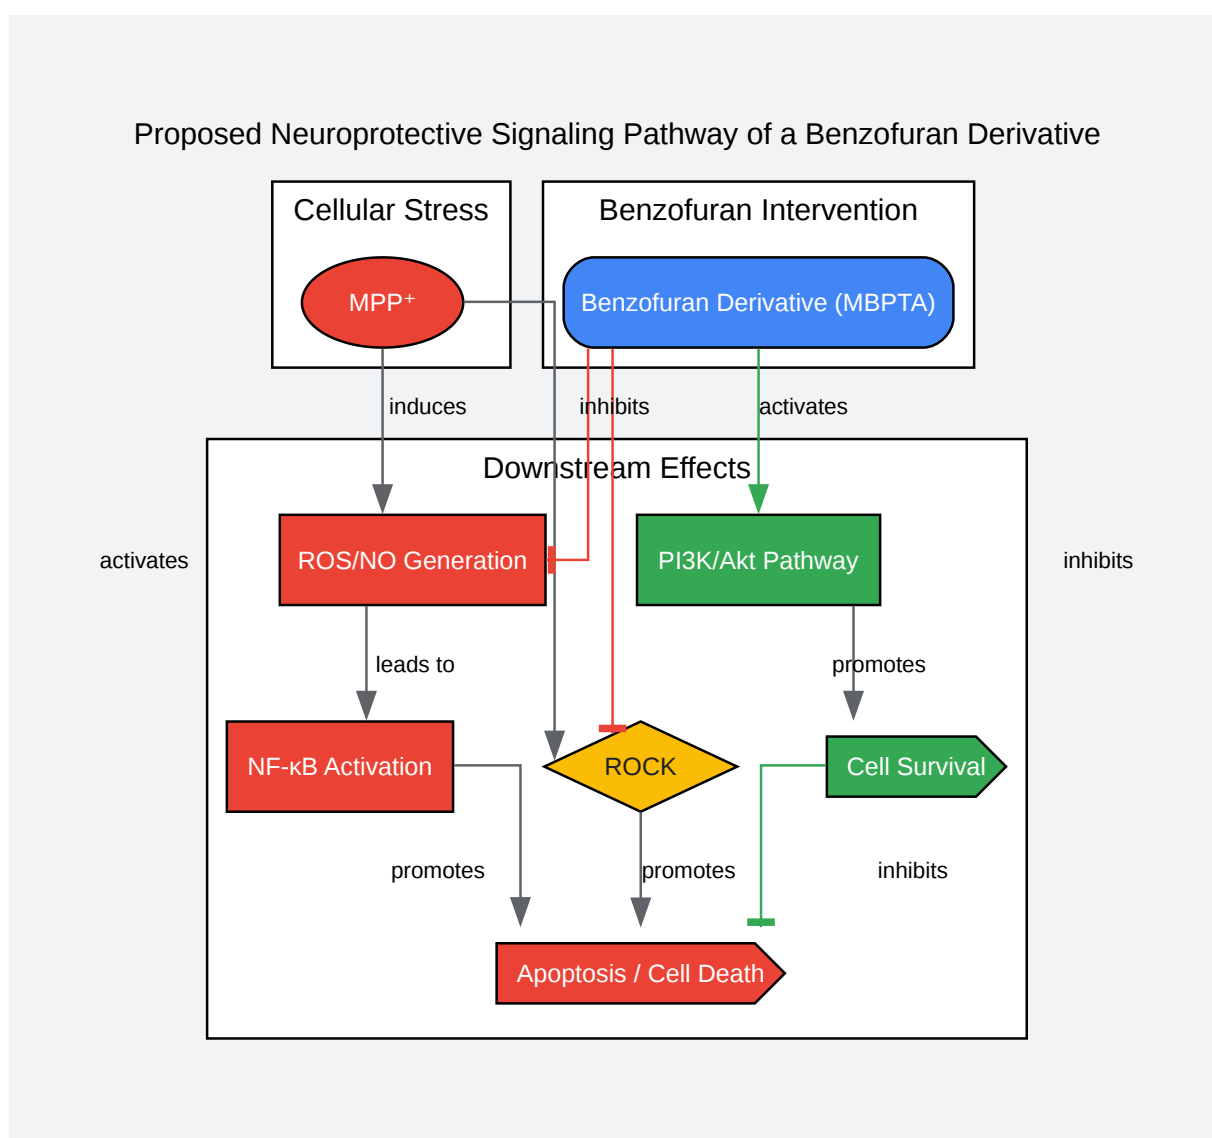 Proposed Neuroprotective Signaling Pathway of a Benzofuran Derivative
Cellular Stress
Benzofuran Intervention
MPP⁺
Benzofuran Derivative (MBPTA)
induces
inhibits
activates
Downstream Effects
activates
ROS/NO Generation
PI3K/Akt Pathway
inhibits
leads to
promotes
NF-κB Activation
ROCK
Cell Survival
promotes
promotes
inhibits
Apoptosis / Cell Death